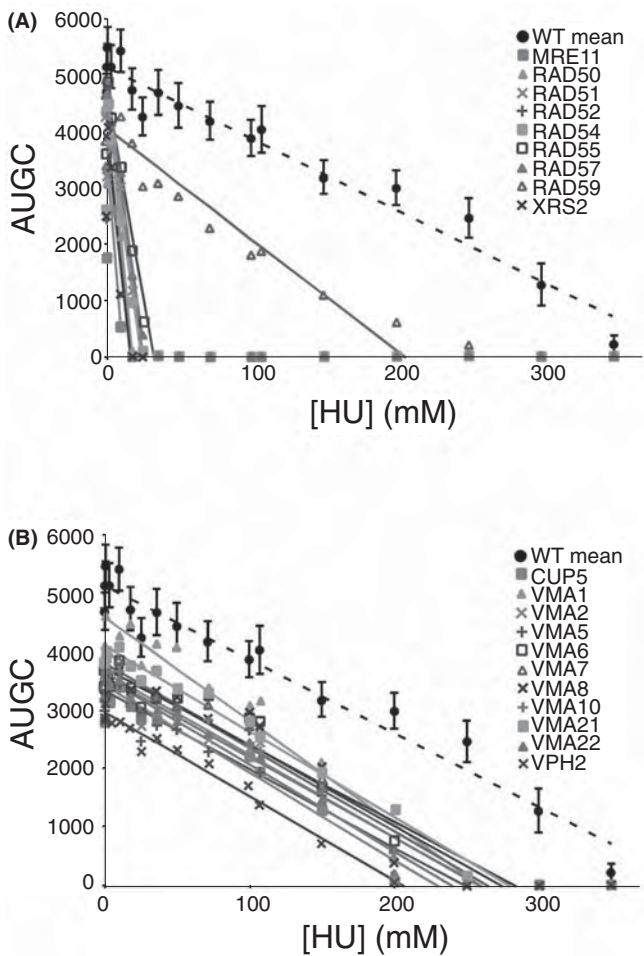 (A)
6000
5000
4000
3000
2000
1000
0
AUGC
0
100
200
300
[HU] (mM)
WT mean
MRE11
RAD50
RAD51
RAD52
RAD54
RAD55
RAD57
RAD59
XRS2
(B)
6000
5000
4000
3000
2000
1000
0
AUGC
0
100
200
300
[HU] (mM)
WT mean
CUP5
VMA1
VMA2
VMA5
VMA6
VMA7
VMA8
VMA10
VMA21
VMA22
VPH2